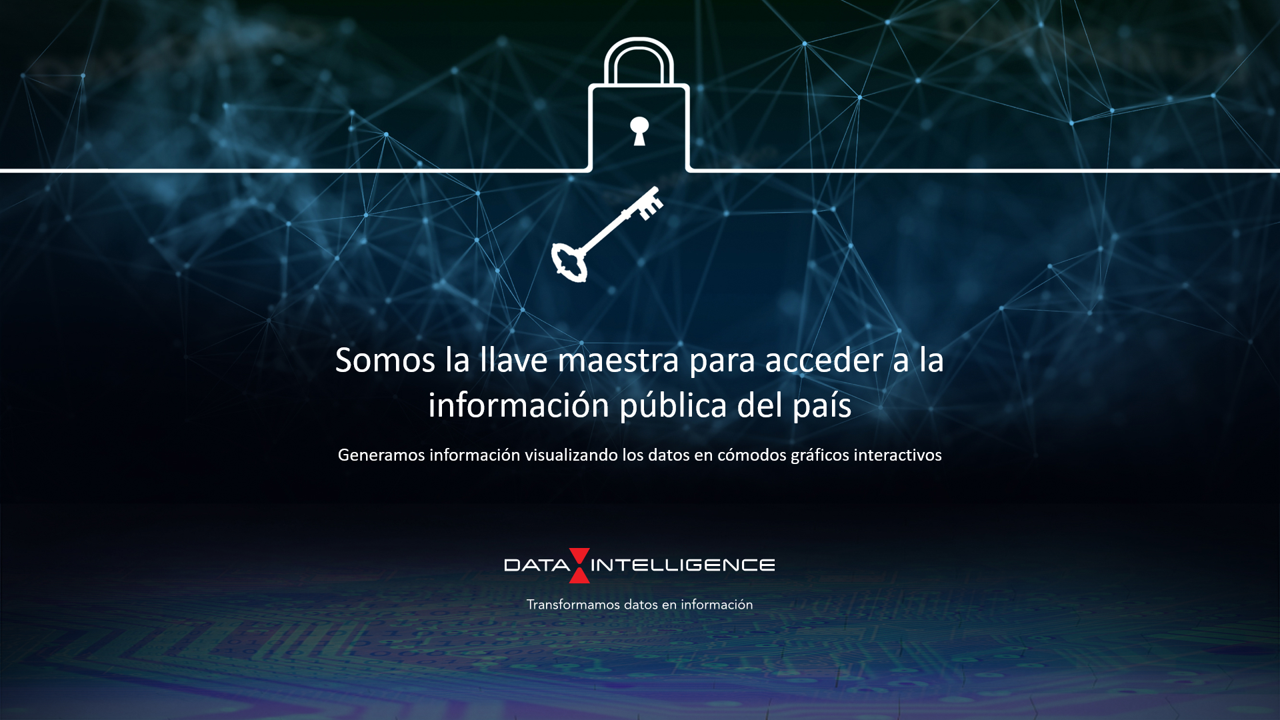 Somos la llave maestra para acceder a la
información pública del país
Generamos información visualizando los datos en cómodos gráficos interactivos
DATA INTELLIGENCE
Transformamos datos en información